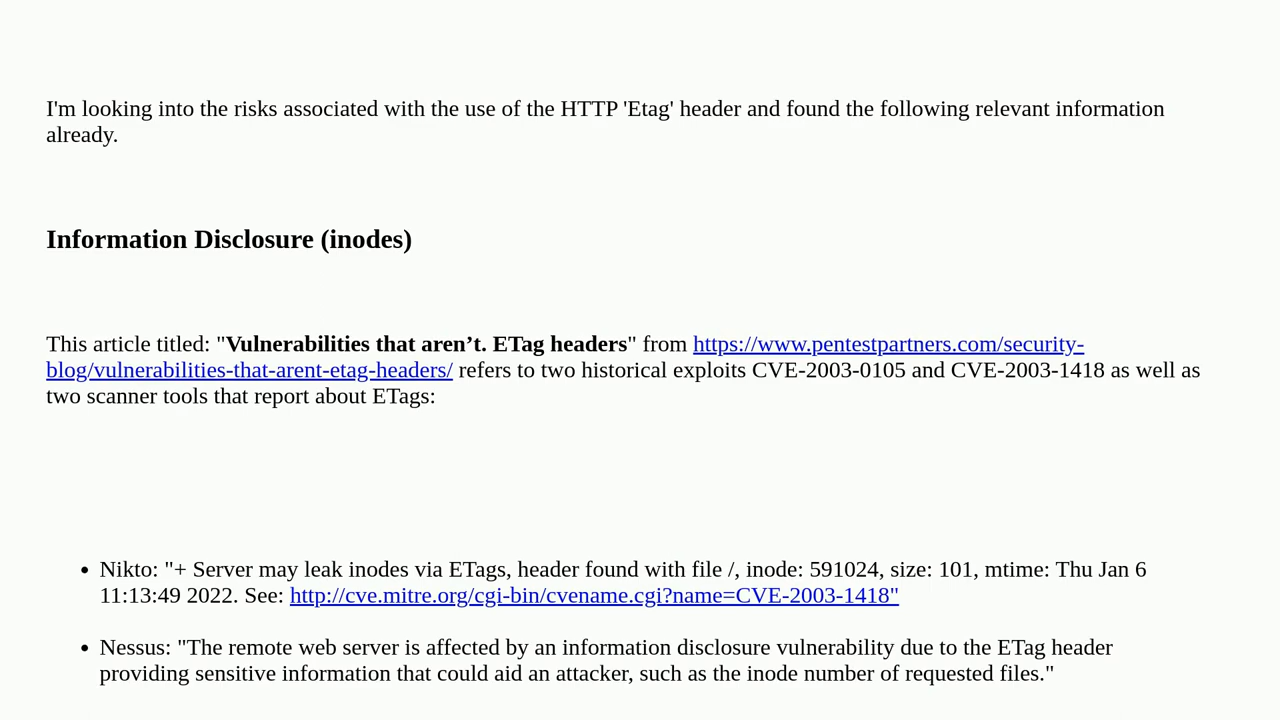 I'm looking into the risks associated with the use of the HTTP 'Etag' header and found the following relevant information
already.
Information Disclosure (inodes)
This article titled: "Vulnerabilities that aren’t. ETag headers" from https://www.pentestpartners.com/security-
blog/vulnerabilities-that-arent-etag-headers/ refers to two historical exploits CVE-2003-0105 and CVE-2003-1418 as well as
two scanner tools that report about ETags:
• Nikto: "+ Server may leak inodes via ETags, header found with file /, inode: 591024, size: 101, mtime: Thu Jan 6
11:13:49 2022. See: http://cve.mitre.org/cgi-bin/cvename.cgi?name=CVE-2003-1418"
• Nessus: "The remote web server is affected by an information disclosure vulnerability due to the ETag header
providing sensitive information that could aid an attacker, such as the inode number of requested files."